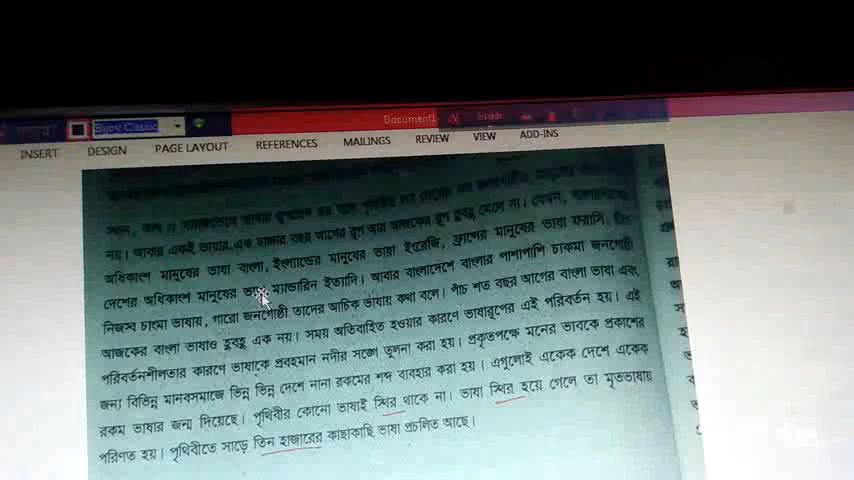 Bijoy Classic
Document1
INSERT DESIGN PAGE LAYOUT REFERENCES MAILINGS REVIEW VIEW ADD-INS
স্থান, কাল ও
নয়। আবার একই ভাষার এক হাজার বছর আগের রূপ আর আজকের রূপ হুবহু মেলে না। যেমন, বাংলাদেশের
অধিকাংশ মানুষের ভাষা বাংলা, ইংল্যান্ডের মানুষের ভাষা ইংরেজি, ফ্রান্সের মানুষের ভাষা ফরাসি, চীন
দেশের অধিকাংশ মানুষের ভাষা ম্যান্ডারিন ইত্যাদি। আবার বাংলাদেশে বাংলার পাশাপাশি চাকমা জনগোষ্ঠী
নিজস্ব চাংমা ভাষায়, গারো জনগোষ্ঠী তাদের আচিক ভাষায় কথা বলে। পাঁচ শত বছর আগের বাংলা ভাষা এবং
আজকের বাংলা ভাষাও হুবহু এক নয়। সময় অতিবাহিত হওয়ার কারণে ভাষারূপের এই পরিবর্তন হয়। এই
পরিবর্তনশীলতার কারণে ভাষাকে প্রবহমান নদীর সঙ্গে তুলনা করা হয়। প্রকৃতপক্ষে মনের ভাবকে প্রকাশের
জন্য বিভিন্ন মানবসমাজে ভিন্ন ভিন্ন দেশে নানা রকমের শব্দ ব্যবহার করা হয়। এগুলোই একেক দেশে একেক
রকম ভাষার জন্ম দিয়েছে। পৃথিবীর কোনো ভাষাই স্থির থাকে না। ভাষা স্থির হয়ে গেলে তা মৃতভাষায়
পরিণত হয়। পৃথিবীতে সাড়ে তিন হাজারের কাছাকাছি ভাষা প্রচলিত আছে।